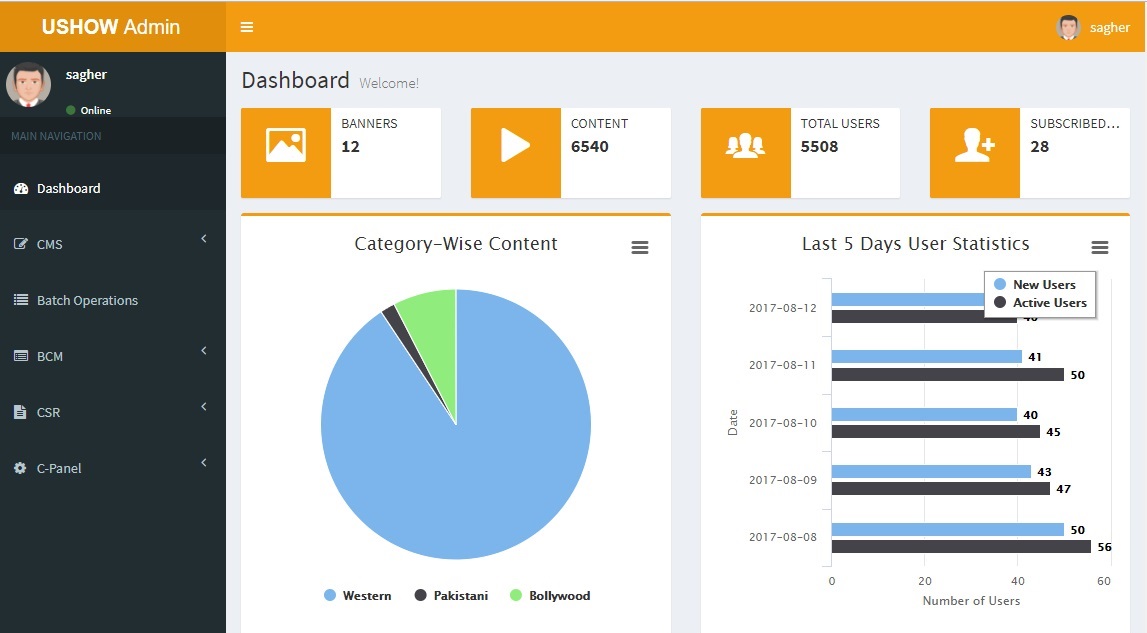 USHOW Admin
sagher
sagher
Online
MAIN NAVIGATION
Dashboard
CMS
Batch Operations
BCM
CSR
C-Panel
Dashboard Welcome!
BANNERS
12
CONTENT
6540
TOTAL USERS
5508
SUBSCRIBED...
28
Category-Wise Content
Western Pakistani Bollywood
Last 5 Days User Statistics
New Users
Active Users
2017-08-12
40
2017-08-11
41
50
2017-08-10
40
45
2017-08-09
43
47
2017-08-08
50
56
Date
0 20 40 60
Number of Users